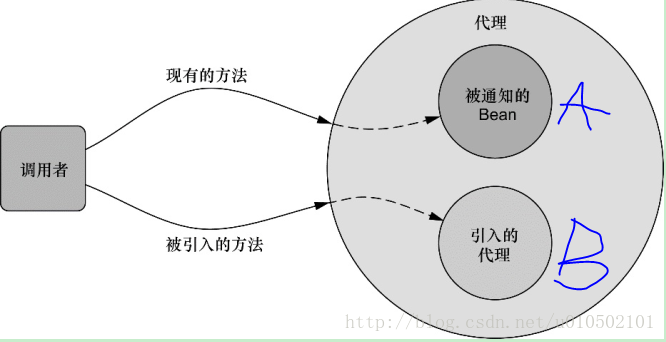 代理
现有的方法
被通知的
Bean
A
调用者
引入的
代理
B
被引入的方法
http://blog.csdn.net/u010502101